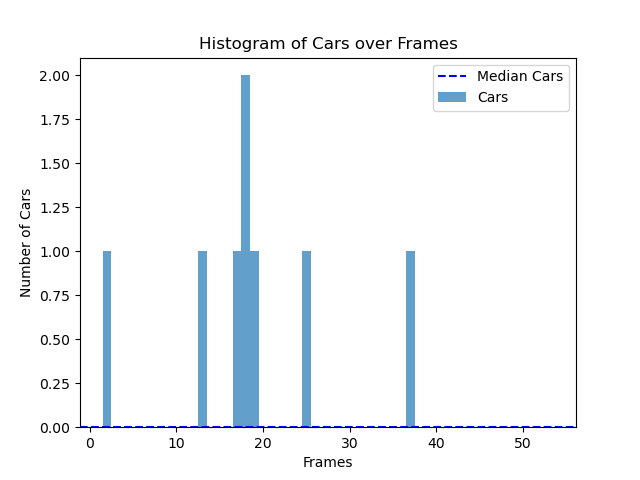 Histogram of Cars over Frames
Median Cars
Cars
2.00
1.75
1.50
1.25
1.00
0.75
0.50
0.25
0.00
Number of Cars
0 10 20 30 40 50
Frames